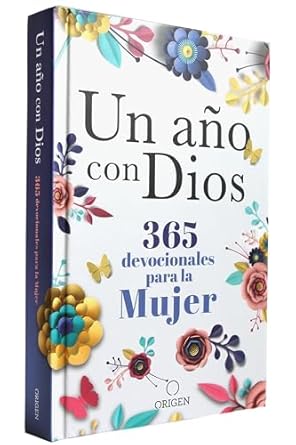 Un año
con Dios
365
devocionales
para la
Mujer
ORIGEN
Un año con Dios
365 devocionales para la Mujer
ORIGEN